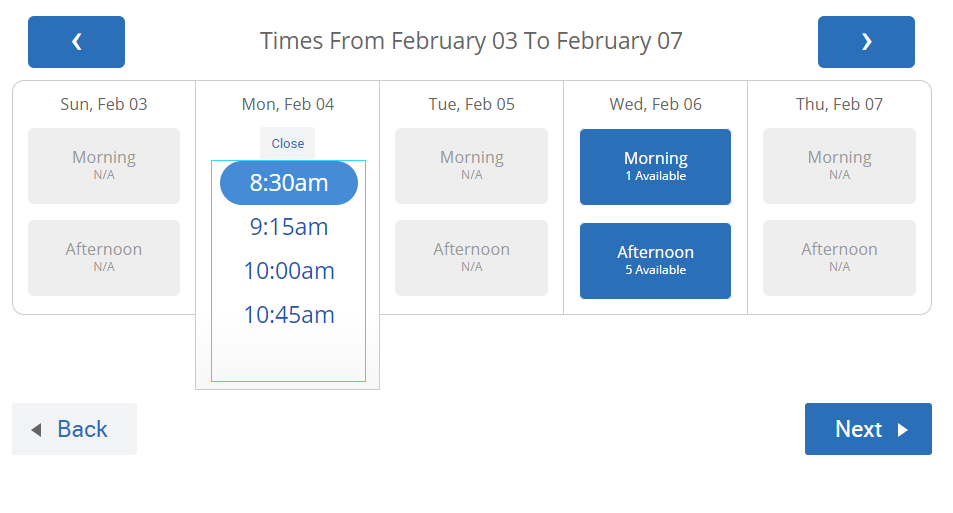 Times From February 03 To February 07
Sun, Feb 03
Morning
N/A
Afternoon
N/A
Mon, Feb 04
Close
8:30am
9:15am
10:00am
10:45am
Tue, Feb 05
Morning
N/A
Afternoon
N/A
Wed, Feb 06
Morning
1 Available
Afternoon
5 Available
Thu, Feb 07
Morning
N/A
Afternoon
N/A
Back
Next